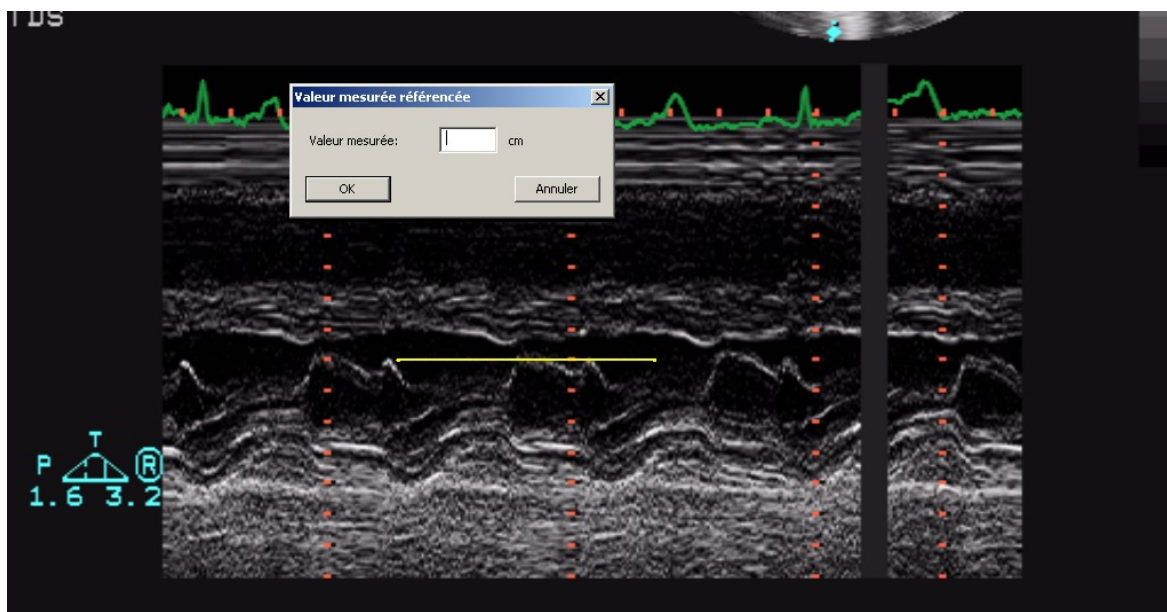 TDS
Valeur mesurée référencée
Valeur mesurée:
cm
OK
Annuler
T
P
R
1.6 3.2